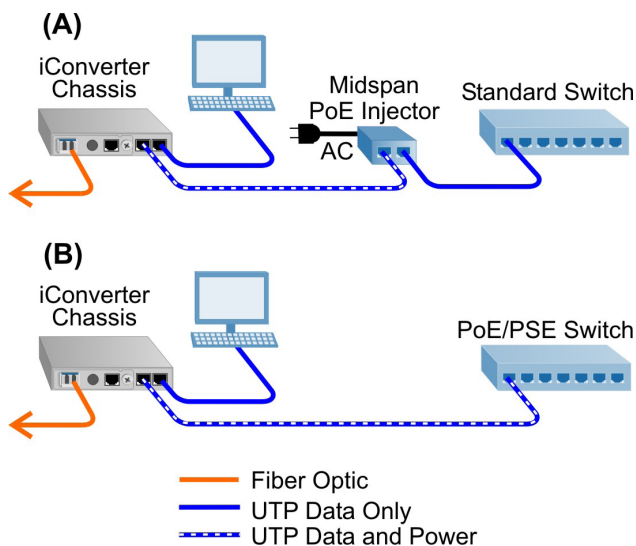 (A)
iConverter
Chassis
Midspan
PoE Injector
Standard Switch
AC
(B)
iConverter
Chassis
PoE/PSE Switch
Fiber Optic
UTP Data Only
UTP Data and Power